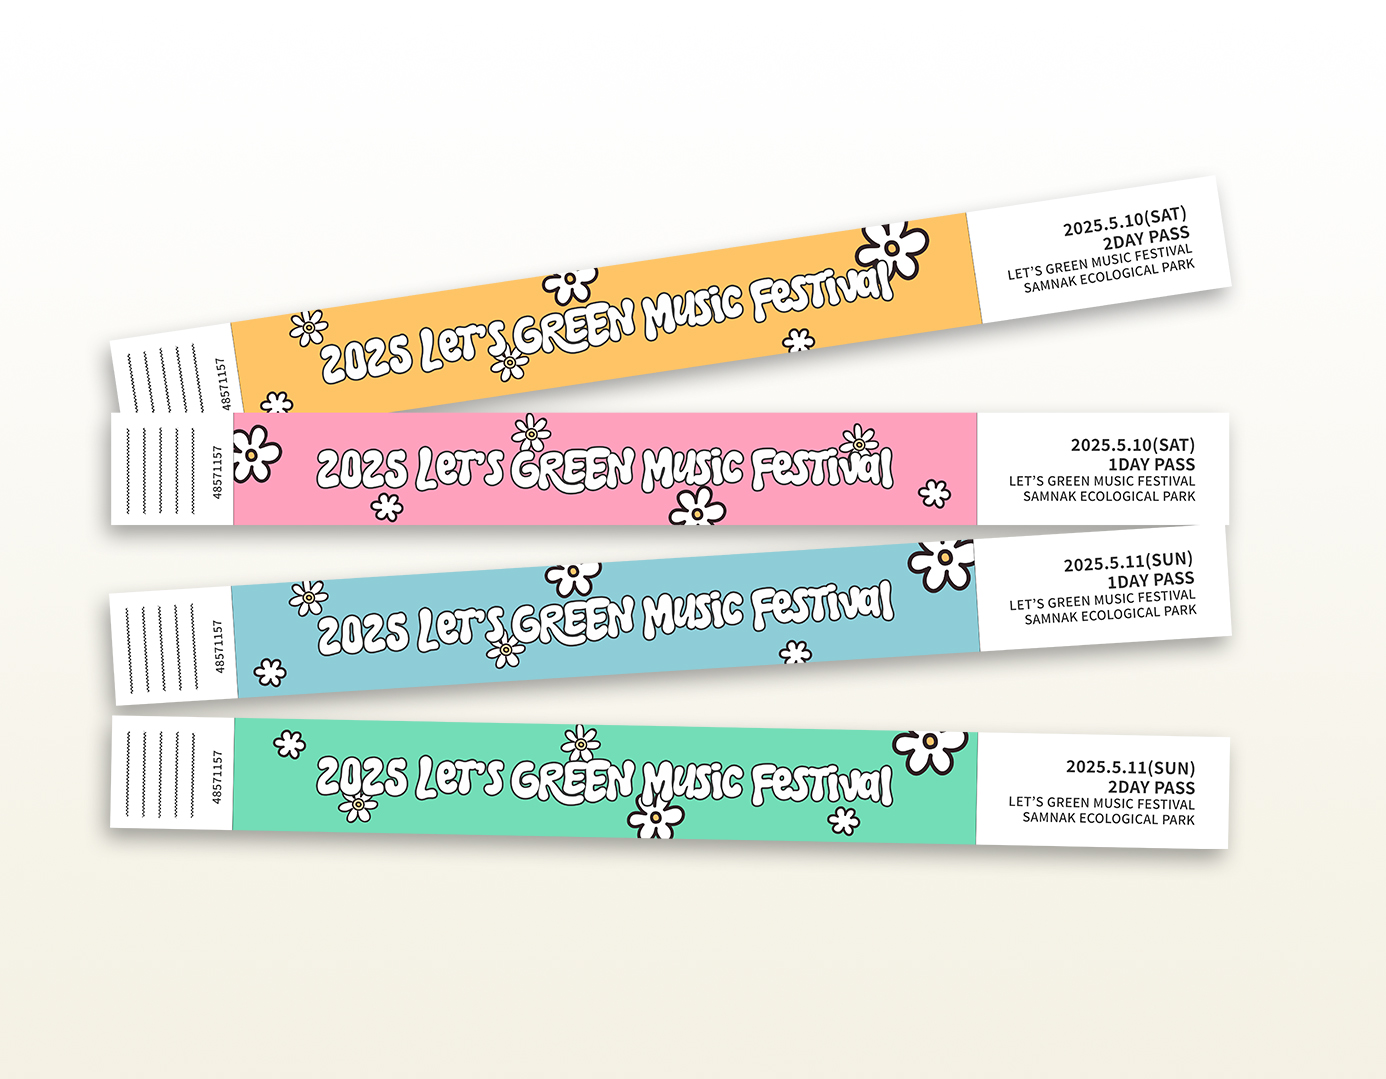 48571157
2025 Let's GREEN Music Festival
2025.5.10(SAT)
2DAY PASS
LET'S GREEN MUSIC FESTIVAL
SAMNAK ECOLOGICAL PARK
48571157
2025 Let's GREEN Music Festival
2025.5.10(SAT)
1DAY PASS
LET'S GREEN MUSIC FESTIVAL
SAMNAK ECOLOGICAL PARK
48571157
2025 Let's GREEN Music Festival
2025.5.11(SUN)
1DAY PASS
LET'S GREEN MUSIC FESTIVAL
SAMNAK ECOLOGICAL PARK
48571157
2025 Let's GREEN Music Festival
2025.5.11(SUN)
2DAY PASS
LET'S GREEN MUSIC FESTIVAL
SAMNAK ECOLOGICAL PARK